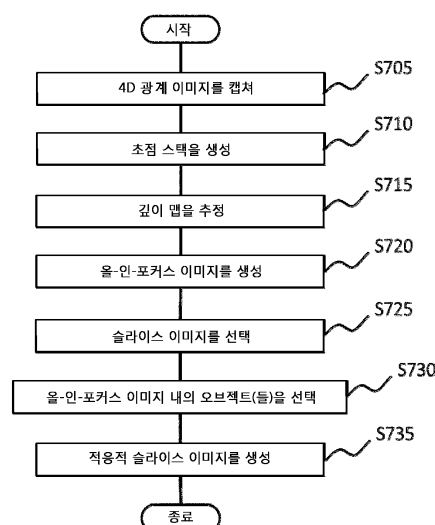 시작
4D 광계 이미지를 캡쳐
S705
초점 스택을 생성
S710
깊이 맵을 추정
S715
올-인-포커스 이미지를 생성
S720
슬라이스 이미지를 선택
S725
올-인-포커스 이미지 내의 오브젝트(들)을 선택
S730
적응적 슬라이스 이미지를 생성
S735
종료